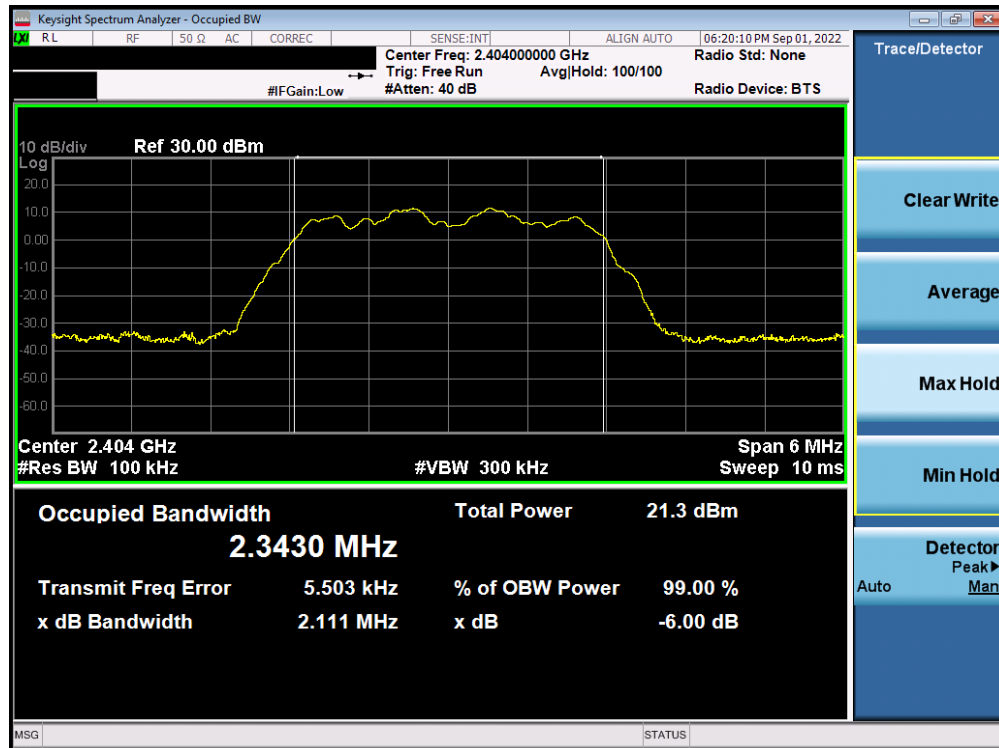 Keysight Spectrum Analyzer - Occupied BW
LXI RL RF 50 Ω AC CORREC SENSE:INT ALIGN AUTO 06:20:10 PM Sep 01, 2022
Center Freq: 2.404000000 GHz Radio Std: None
Trig: Free Run Avg|Hold: 100/100
#IFGain:Low #Atten: 40 dB Radio Device: BTS
10 dB/div Ref 30.00 dBm
Log
20.0
10.0
0.00
-10.0
-20.0
-30.0
-40.0
-50.0
-60.0
Center 2.404 GHz Span 6 MHz
#Res BW 100 kHz #VBW 300 kHz Sweep 10 ms
Occupied Bandwidth Total Power 21.3 dBm
2.3430 MHz
Transmit Freq Error 5.503 kHz % of OBW Power 99.00 %
x dB Bandwidth 2.111 MHz x dB -6.00 dB
MSG STATUS
Trace/Detector
Clear Write
Average
Max Hold
Min Hold
Detector
Peak▶
Auto Man